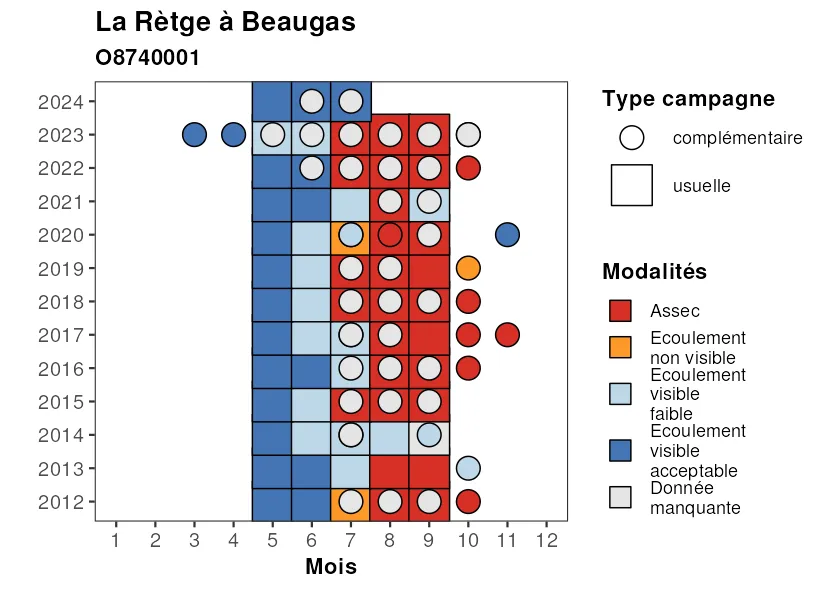 La Rètge à Beaugas
O8740001
2024
2023
2022
2021
2020
2019
2018
2017
2016
2015
2014
2013
2012
1 2 3 4 5 6 7 8 9 10 11 12
Mois
Type campagne
complémentaire
usuelle
Modalités
Assec
Ecoulement
non visible
Ecoulement
visible
faible
Ecoulement
visible
acceptable
Donnée
manquante